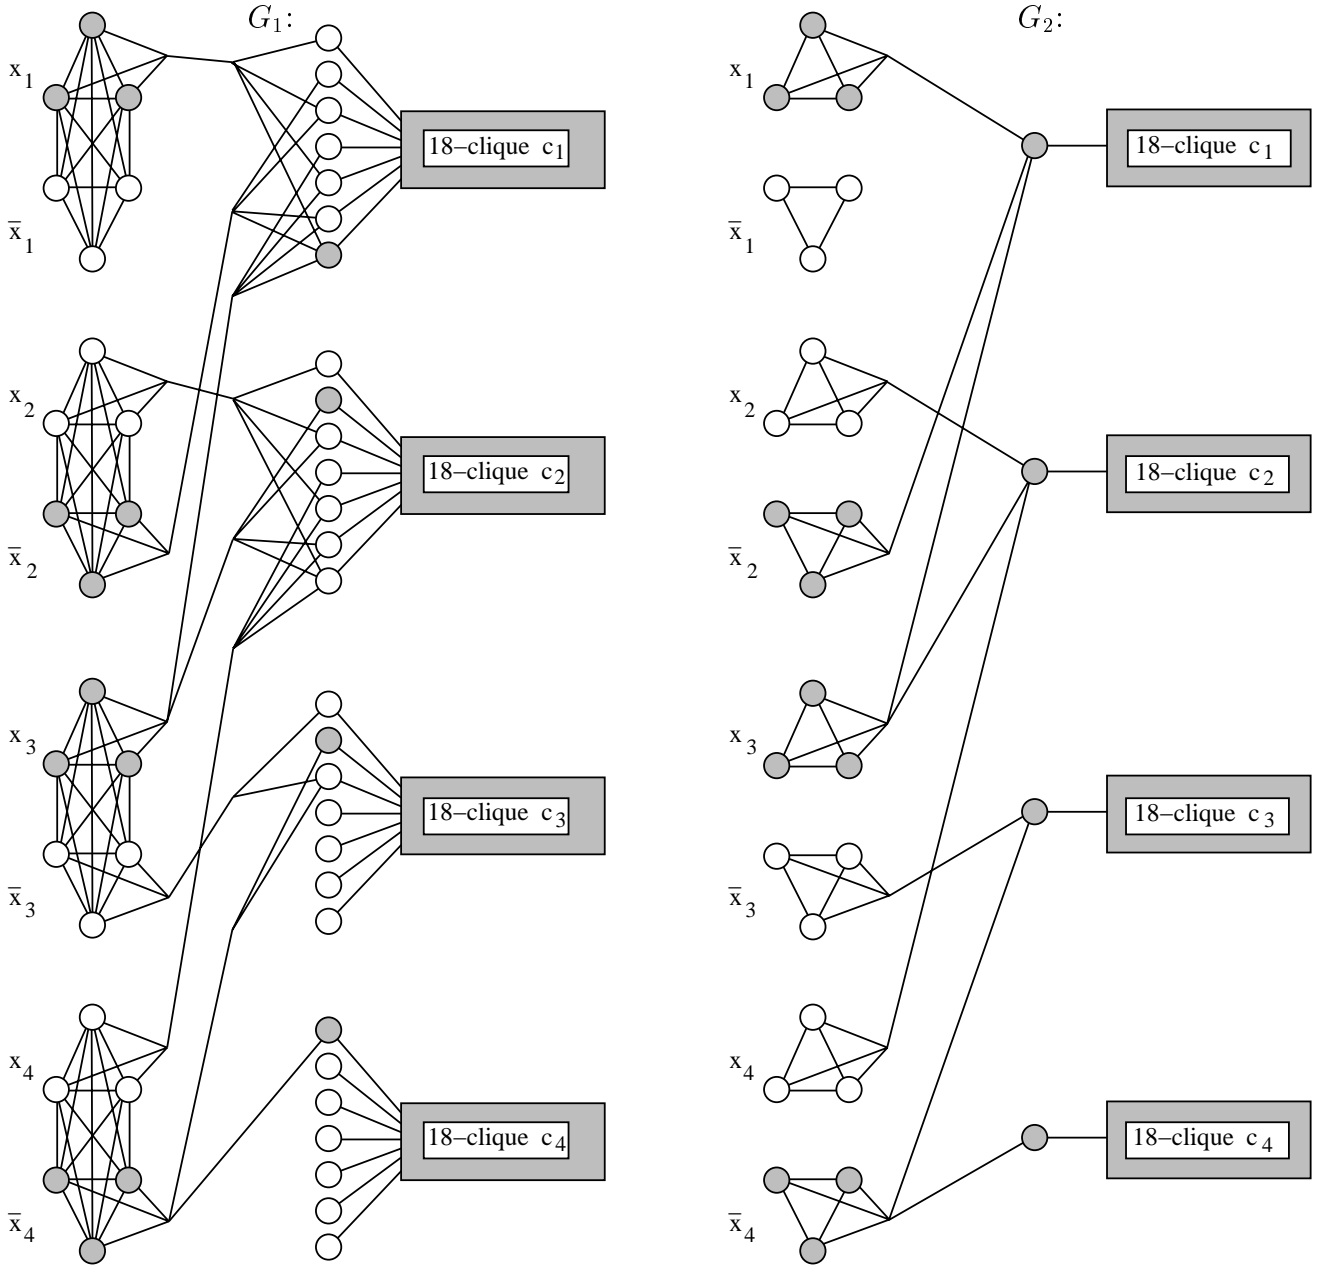 G₁:
x₁
18–clique c₁
x̅₁
x₂
18–clique c₂
x̅₂
x₃
18–clique c₃
x̅₃
x₄
18–clique c₄
x̅₄
G₂:
x₁
18–clique c₁
x̅₁
x₂
18–clique c₂
x̅₂
x₃
18–clique c₃
x̅₃
x₄
18–clique c₄
x̅₄